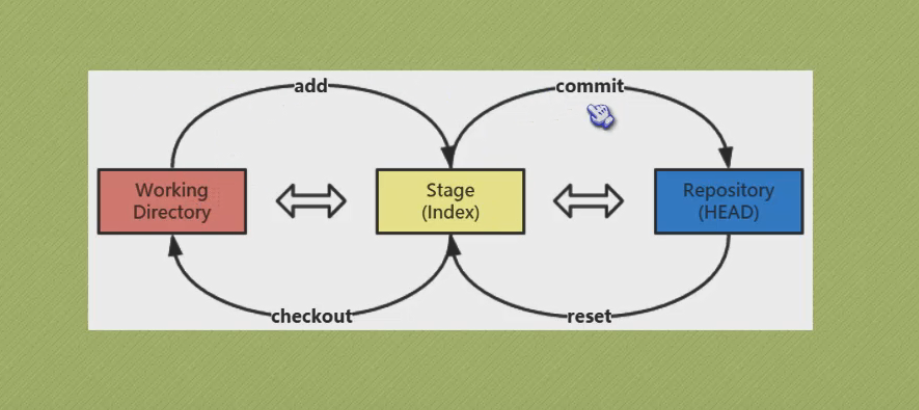 add
commit
Working
Directory
Stage
(Index)
Repository
(HEAD)
checkout
reset